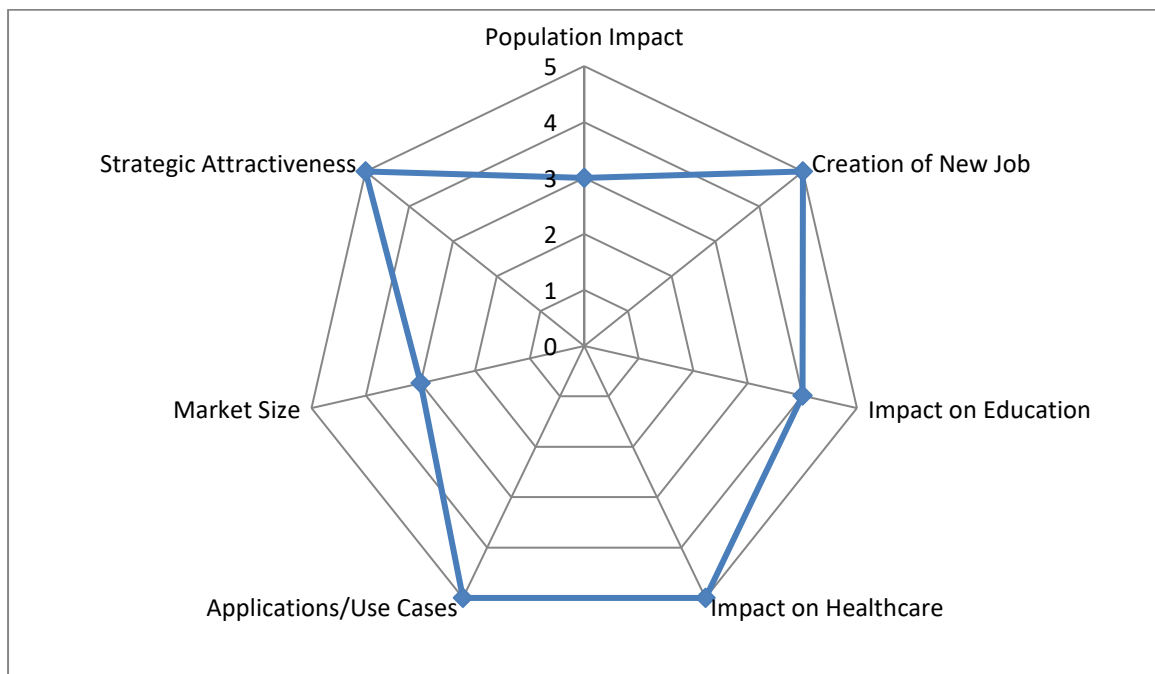 Population Impact
5
4
3
2
1
0
Strategic Attractiveness
Creation of New Job
Market Size
Impact on Education
Applications/Use Cases
Impact on Healthcare